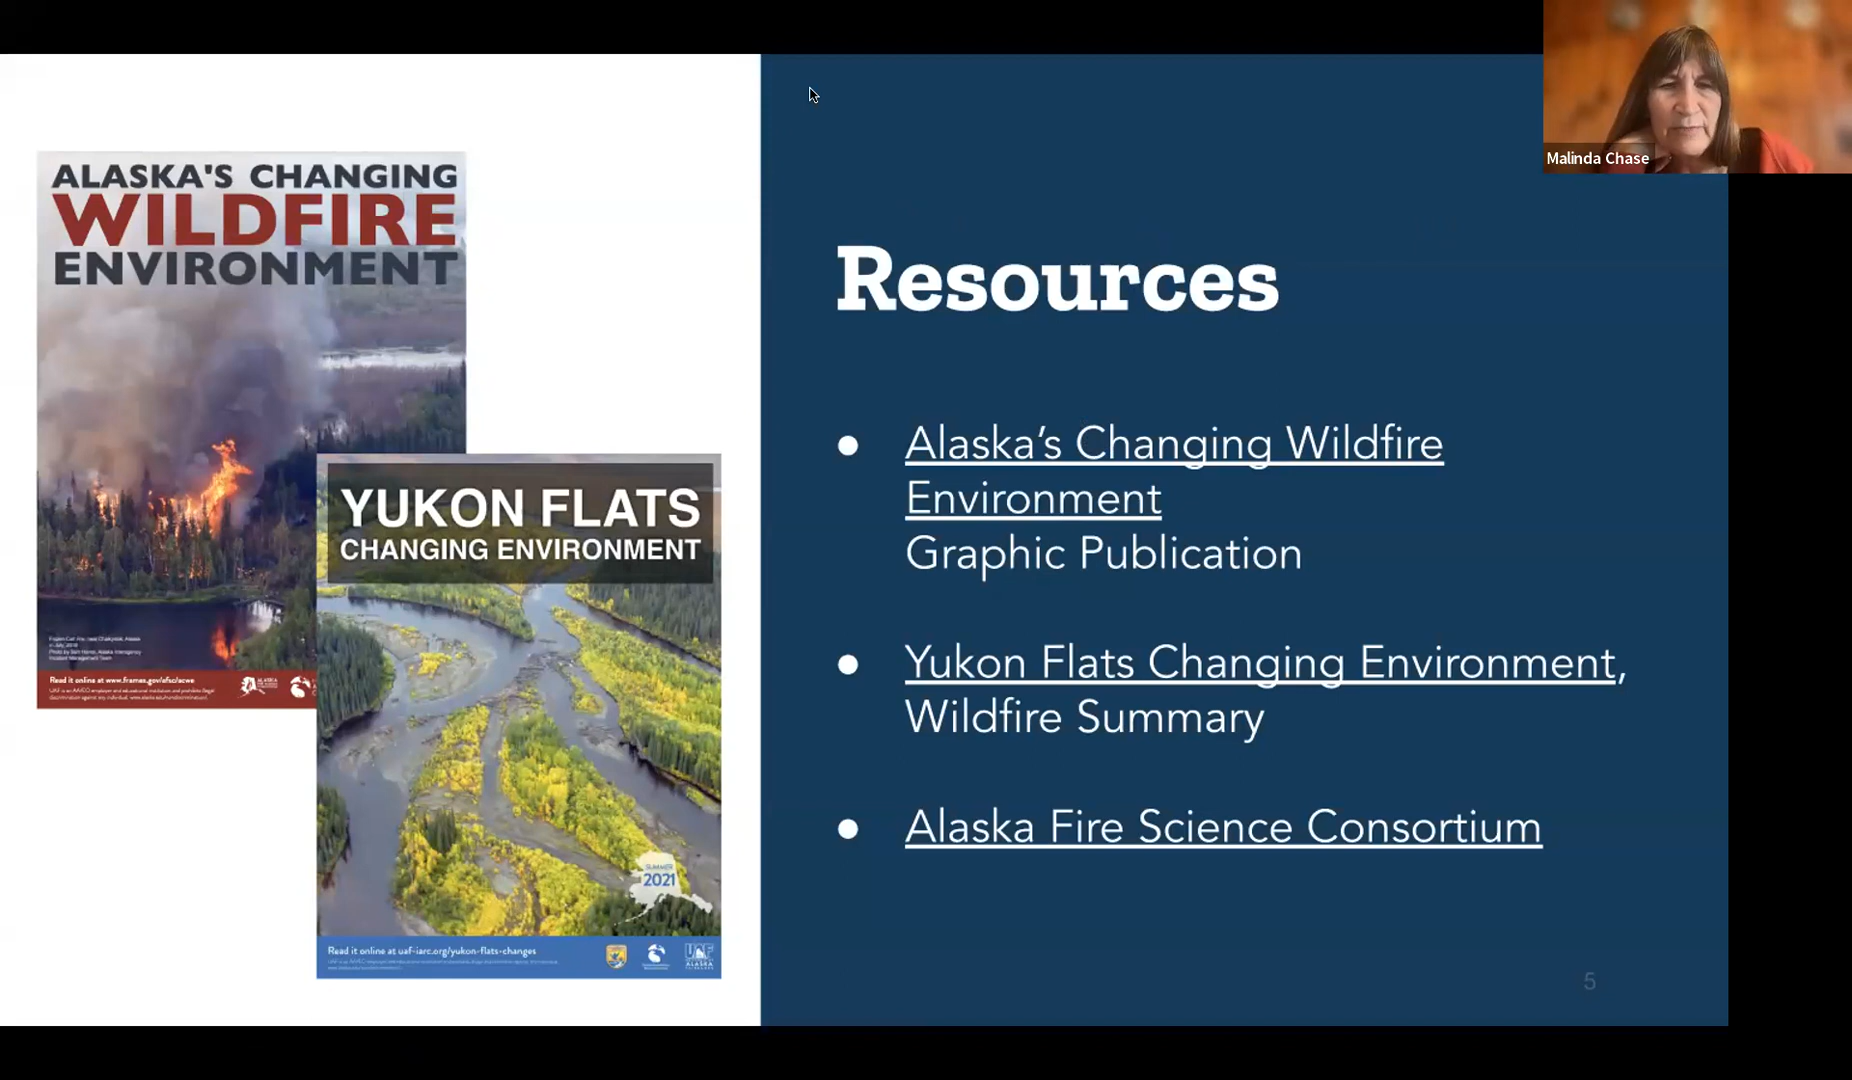 Malinda Chase
ALASKA'S CHANGING
WILDFIRE
ENVIRONMENT
Read it online at www.frames.gov/afsc/acwe
YUKON FLATS
CHANGING ENVIRONMENT
SUMMER
2021
Read it online at uaf-iarc.org/yukon-flats-changes
UAF
Resources
● Alaska’s Changing Wildfire
Environment
Graphic Publication
● Yukon Flats Changing Environment,
Wildfire Summary
● Alaska Fire Science Consortium
5